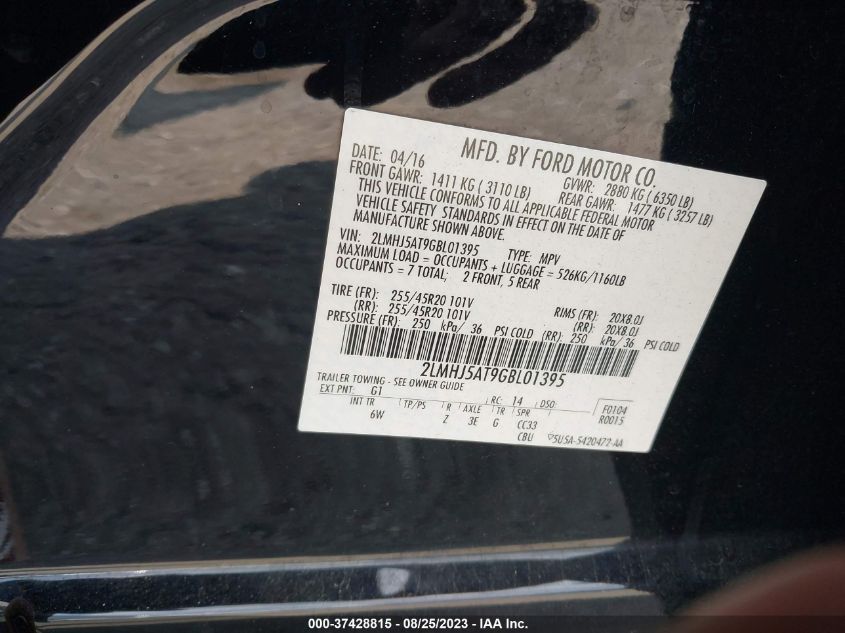 MFD. BY FORD MOTOR CO.
DATE: 04/16 GVWR: 2880 KG ( 6350 LB)
FRONT GAWR: 1411 KG ( 3110 LB) REAR GAWR: 1477 KG ( 3257 LB)
THIS VEHICLE CONFORMS TO ALL APPLICABLE FEDERAL MOTOR
VEHICLE SAFETY STANDARDS IN EFFECT ON THE DATE OF
MANUFACTURE SHOWN ABOVE.
VIN: 2LMHJ5AT9GBL01395 TYPE: MPV
MAXIMUM LOAD = OCCUPANTS + LUGGAGE = 526KG/1160LB
OCCUPANTS = 7 TOTAL; 2 FRONT, 5 REAR
TIRE (FR): 255/45R20 101V RIMS (FR): 20X8.0J
(RR): 255/45R20 101V (RR): 20X8.0J
PRESSURE (FR): 250 kPa/ 36 PSI COLD (RR): 250 kPa/ 36 PSI COLD
2LMHJ5AT9GBL01395
TRAILER TOWING - SEE OWNER GUIDE
EXT PNT: G1 RC: 14 DSO: F0104
INT TR TP/PS R AXLE TR SPR R0015
6W Z 3E G CC33
CBU 5U5A-5420472-AA
000-37428815 - 08/25/2023 - © IAA, Inc.